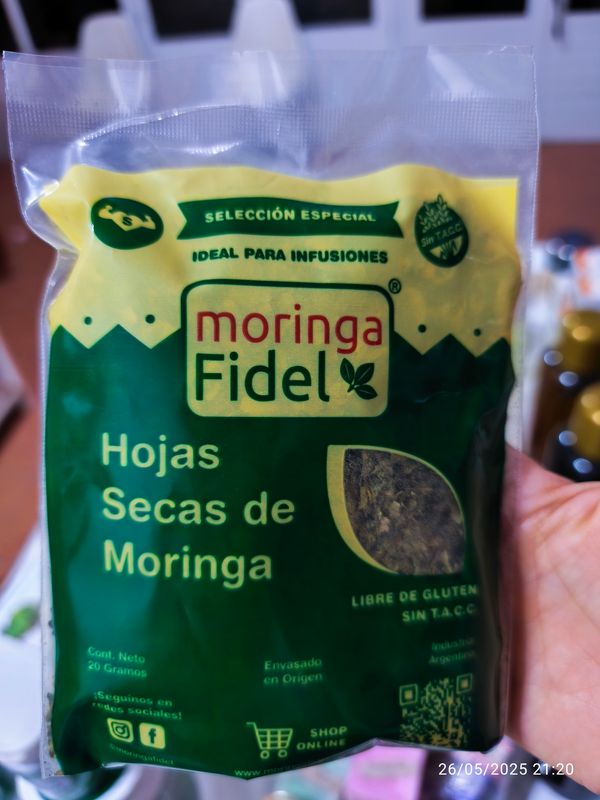 S
SELECCIÓN ESPECIAL
Sin T.A.C.C.
IDEAL PARA INFUSIONES
moringa®
Fidel
Hojas
Secas de
Moringa
LIBRE DE GLUTEN
SIN T.A.C.C.
Cont. Neto
20 Gramos
Envasado
en Origen
Industria
Argentina
¡Seguinos en
redes sociales!
@moringafidel
SHOP
ONLINE
26/05/2025 21:20